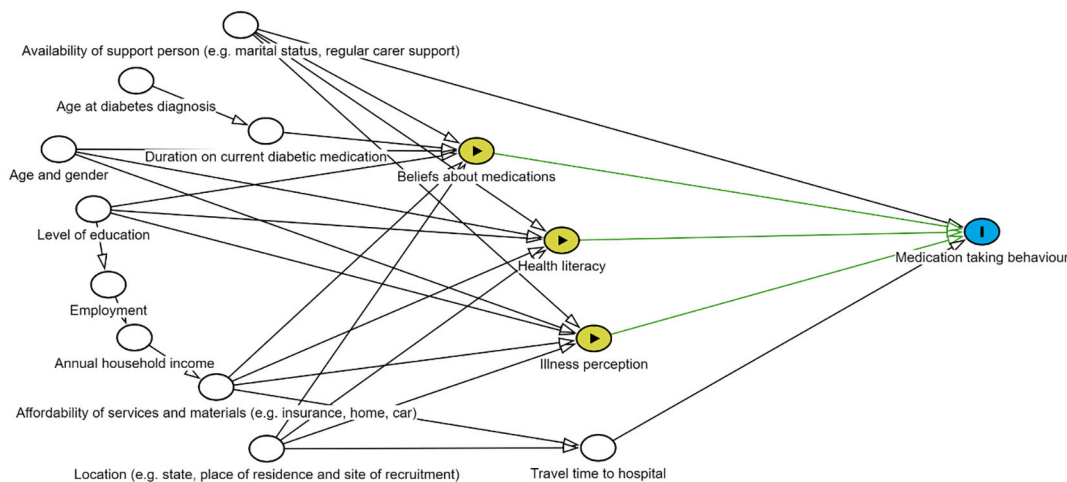 Availability of support person (e.g. marital status, regular carer support)
Age at diabetes diagnosis
Duration on current diabetic medication
Age and gender
Beliefs about medications
Level of education
Medication taking behaviour
Health literacy
Employment
Annual household income
Illness perception
Affordability of services and materials (e.g. insurance, home, car)
Location (e.g. state, place of residence and site of recruitment)
Travel time to hospital